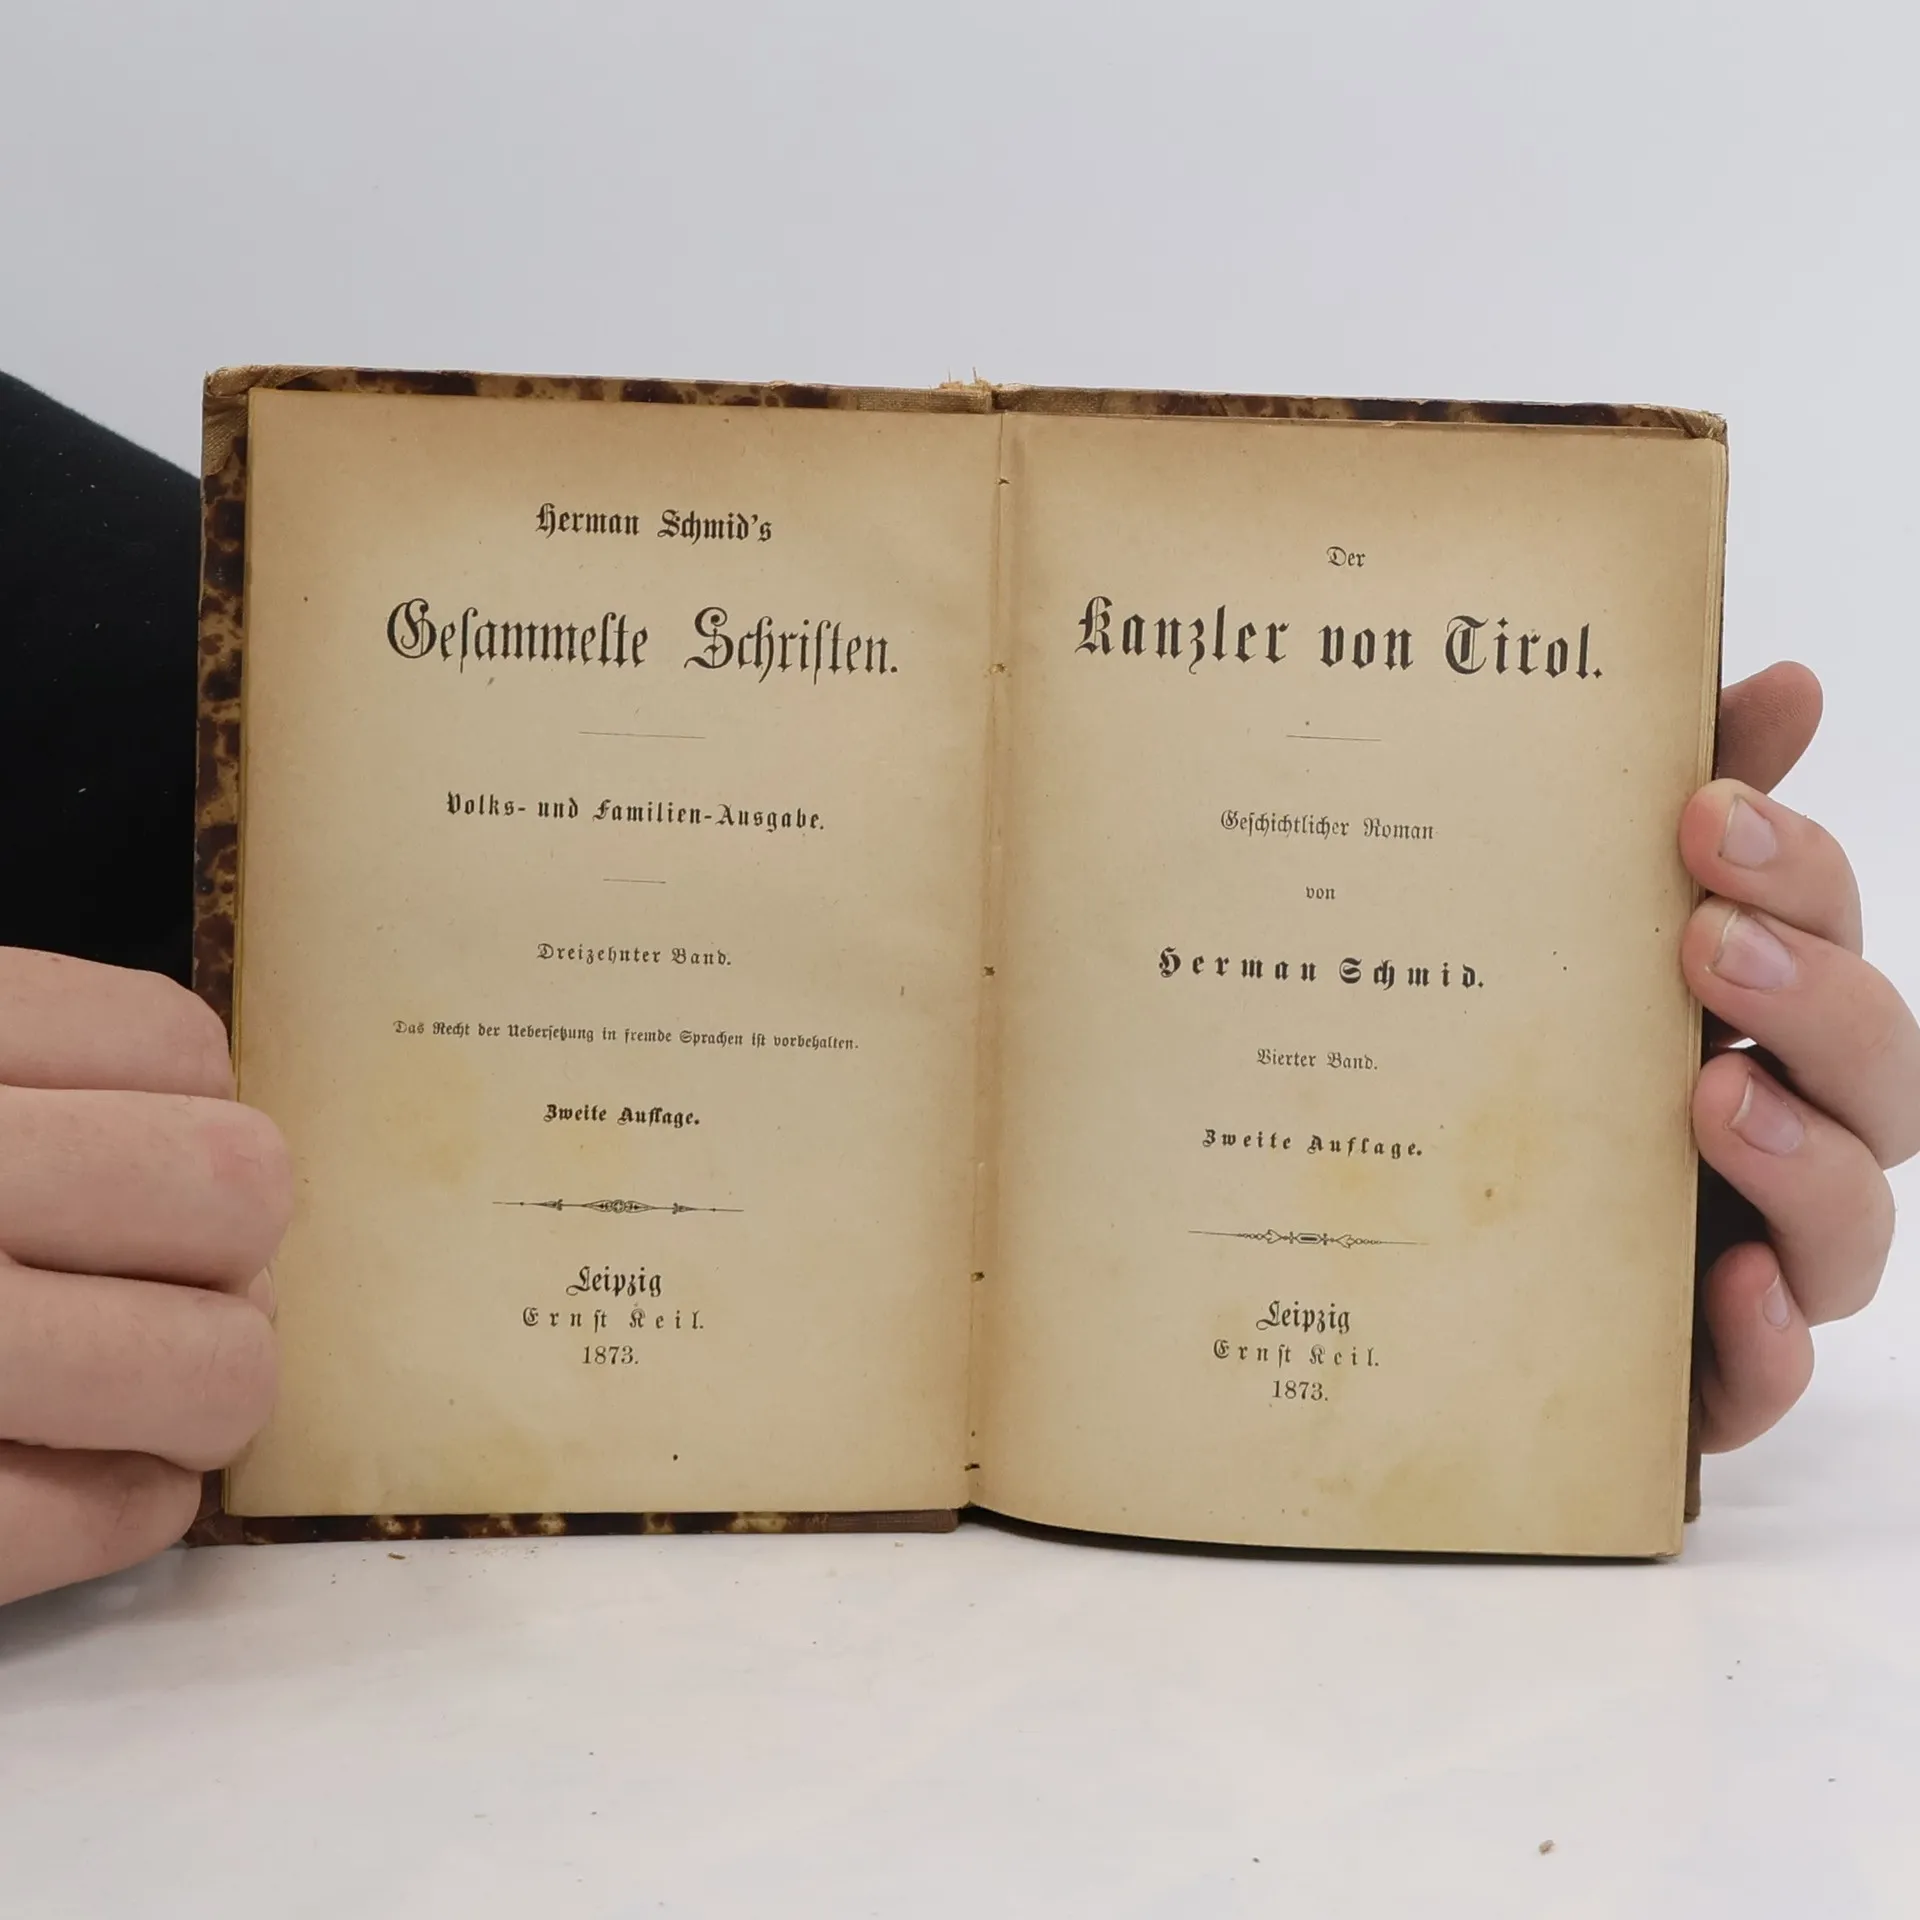 Herman Schmid's
Gesammelte Schriften.
Volks- und Familien-Ausgabe.
Dreizehnter Band.
Das Recht der Uebersetzung in fremde Sprachen ist vorbehalten.
Zweite Auflage.
Leipzig
Ernst Keil.
1873.
Der
Kanzler von Tirol.
Geschichtlicher Roman
von
Herman Schmid.
Vierter Band.
Zweite Auflage.
Leipzig
Ernst Keil.
1873.